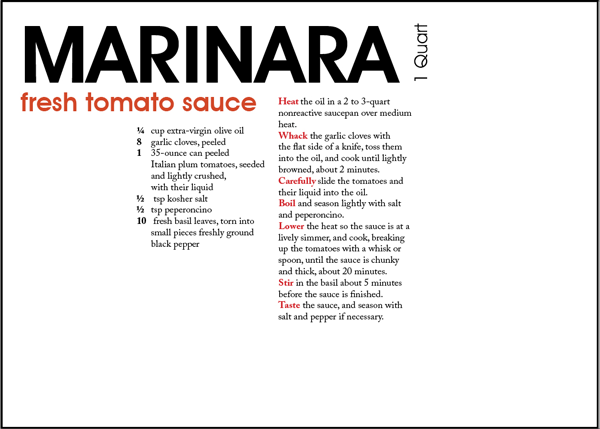 MARINARA
1 Quart
fresh tomato sauce
¼ cup extra-virgin olive oil
8 garlic cloves, peeled
1 35-ounce can peeled
Italian plum tomatoes, seeded
and lightly crushed,
with their liquid
½ tsp kosher salt
½ tsp peperoncino
10 fresh basil leaves, torn into
small pieces freshly ground
black pepper
Heat the oil in a 2 to 3-quart
nonreactive saucepan over medium
heat.
Whack the garlic cloves with
the flat side of a knife, toss them
into the oil, and cook until lightly
browned, about 2 minutes.
Carefully slide the tomatoes and
their liquid into the oil.
Boil and season lightly with salt
and peperoncino.
Lower the heat so the sauce is at a
lively simmer, and cook, breaking
up the tomatoes with a whisk or
spoon, until the sauce is chunky
and thick, about 20 minutes.
Stir in the basil about 5 minutes
before the sauce is finished.
Taste the sauce, and season with
salt and pepper if necessary.